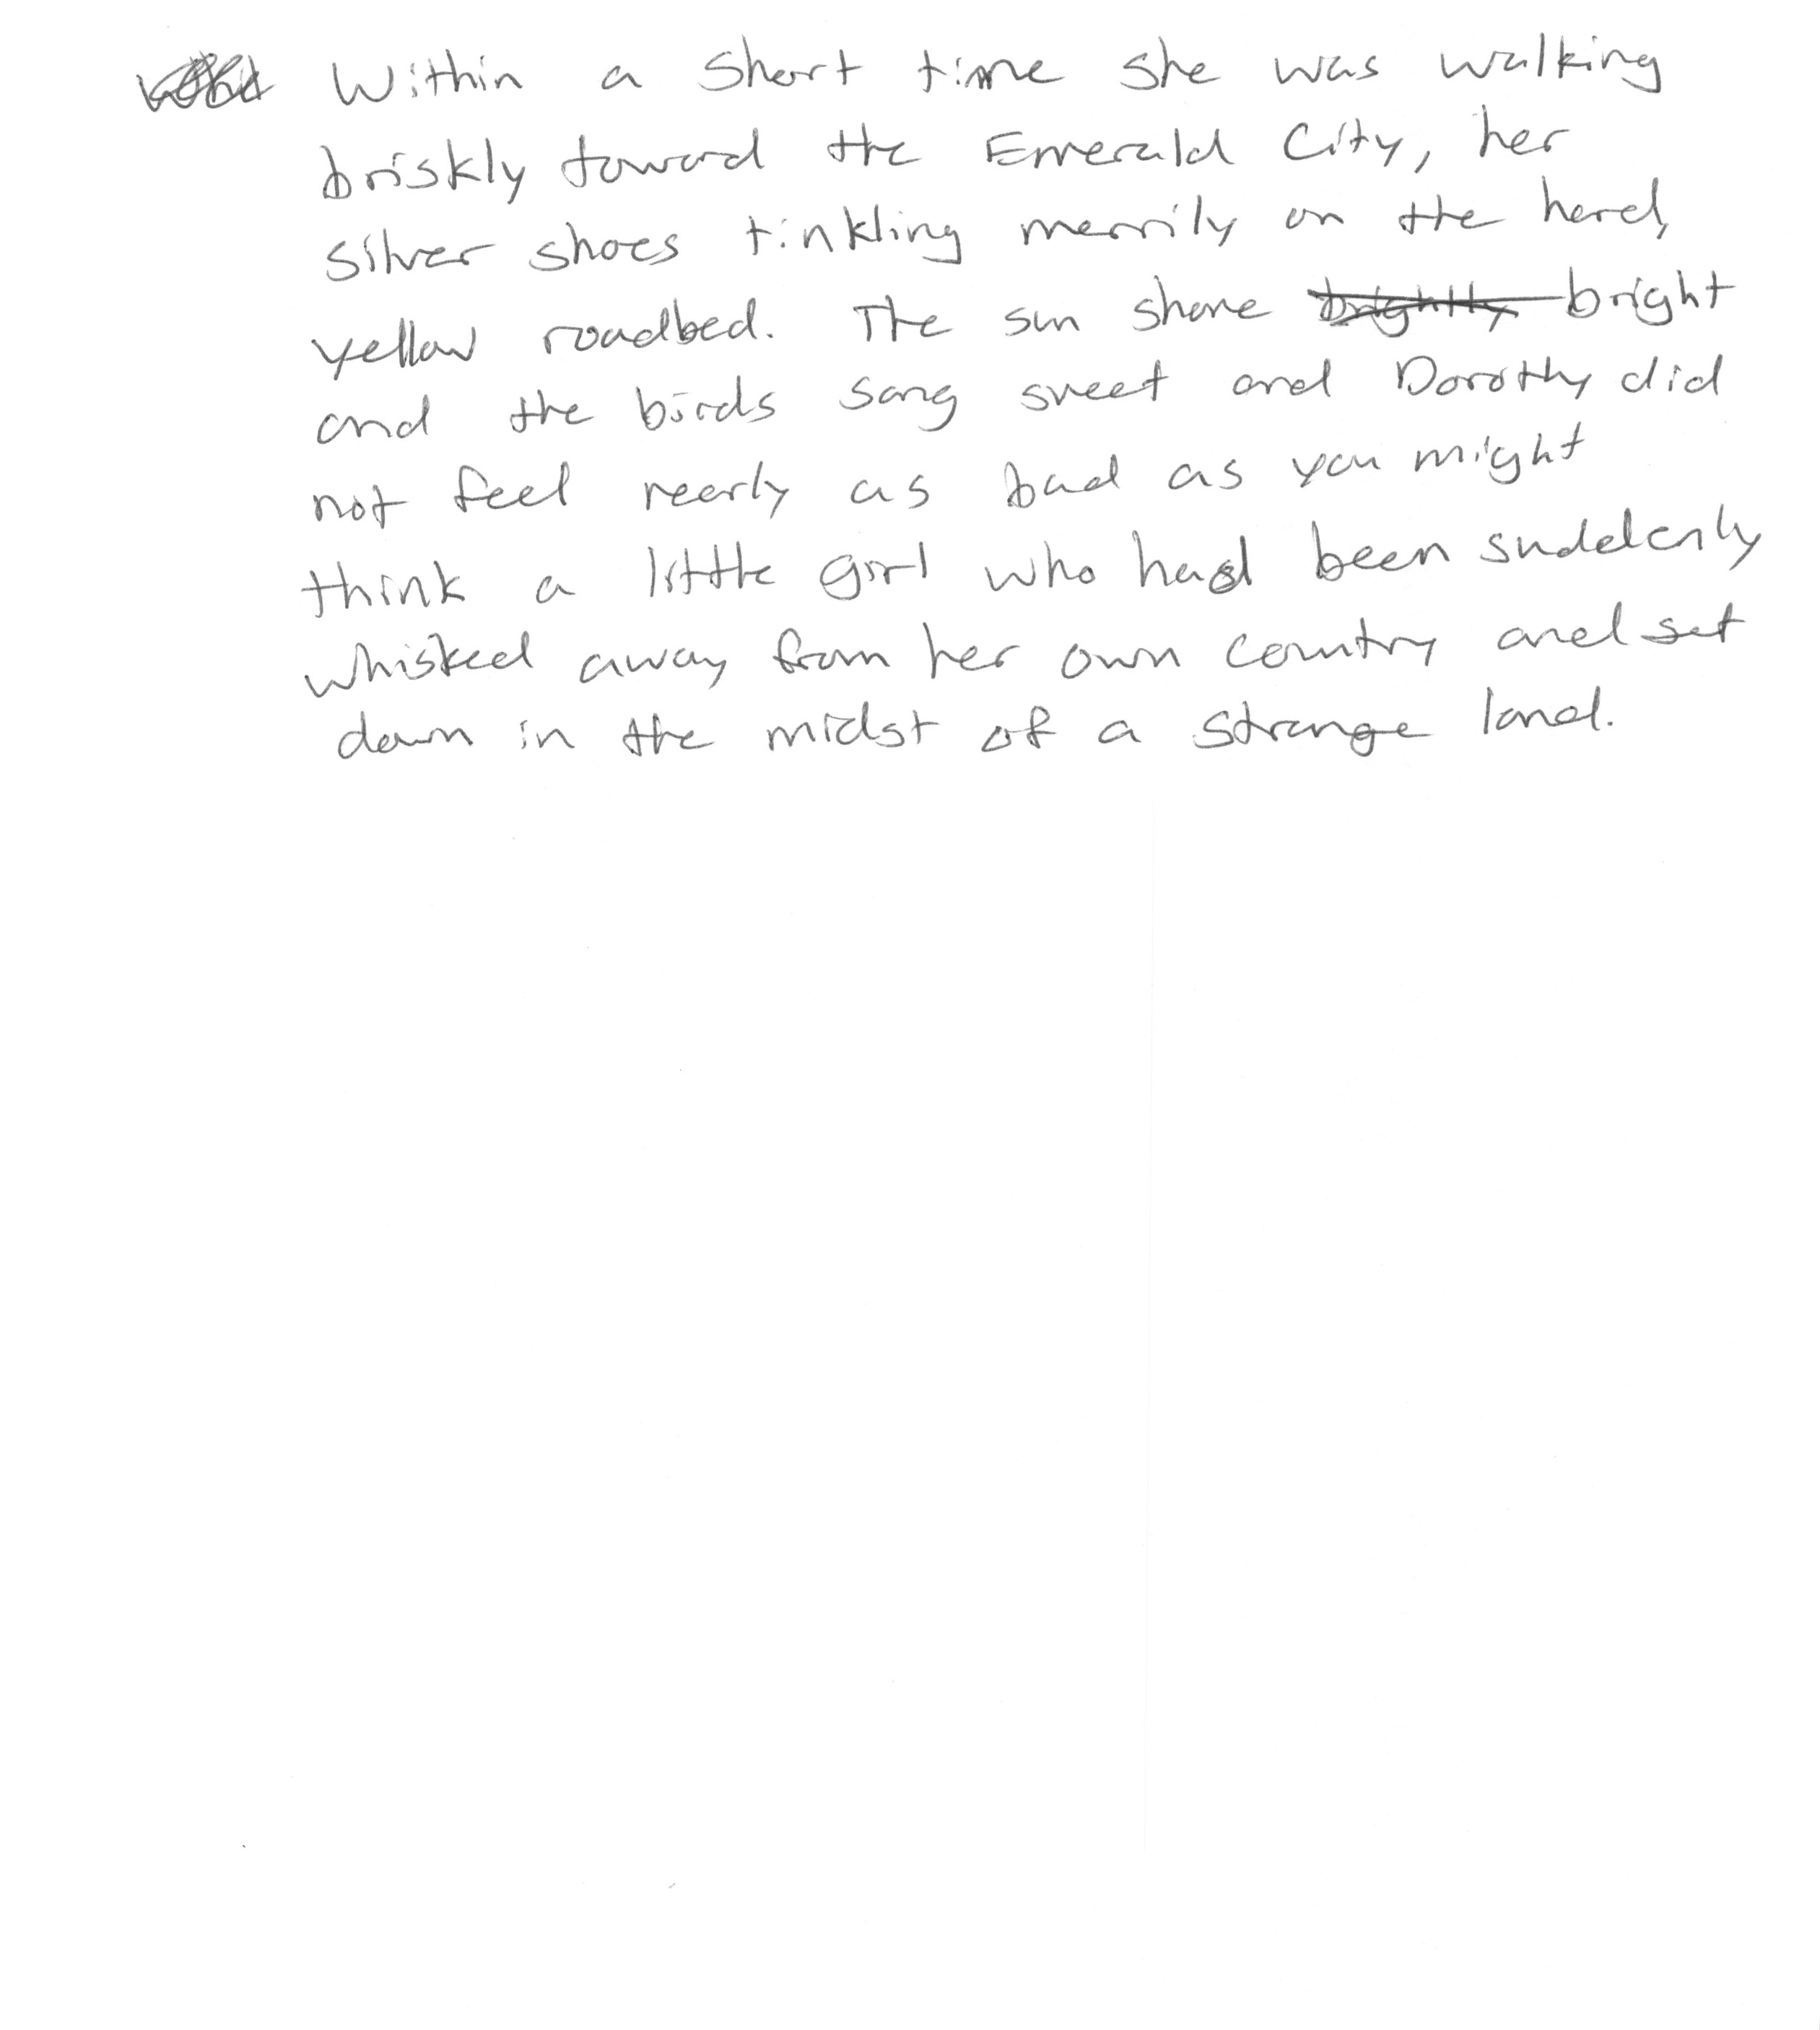 Within a short time she was walking
briskly toward the Emerald City, her
silver shoes tinkling merrily on the hard,
yellow roadbed. The sun shone brightly bright
and the birds sang sweet and Dorothy did
not feel nearly as bad as you might
think a little girl who had been suddenly
whisked away from her own country and set
down in the midst of a strange land.